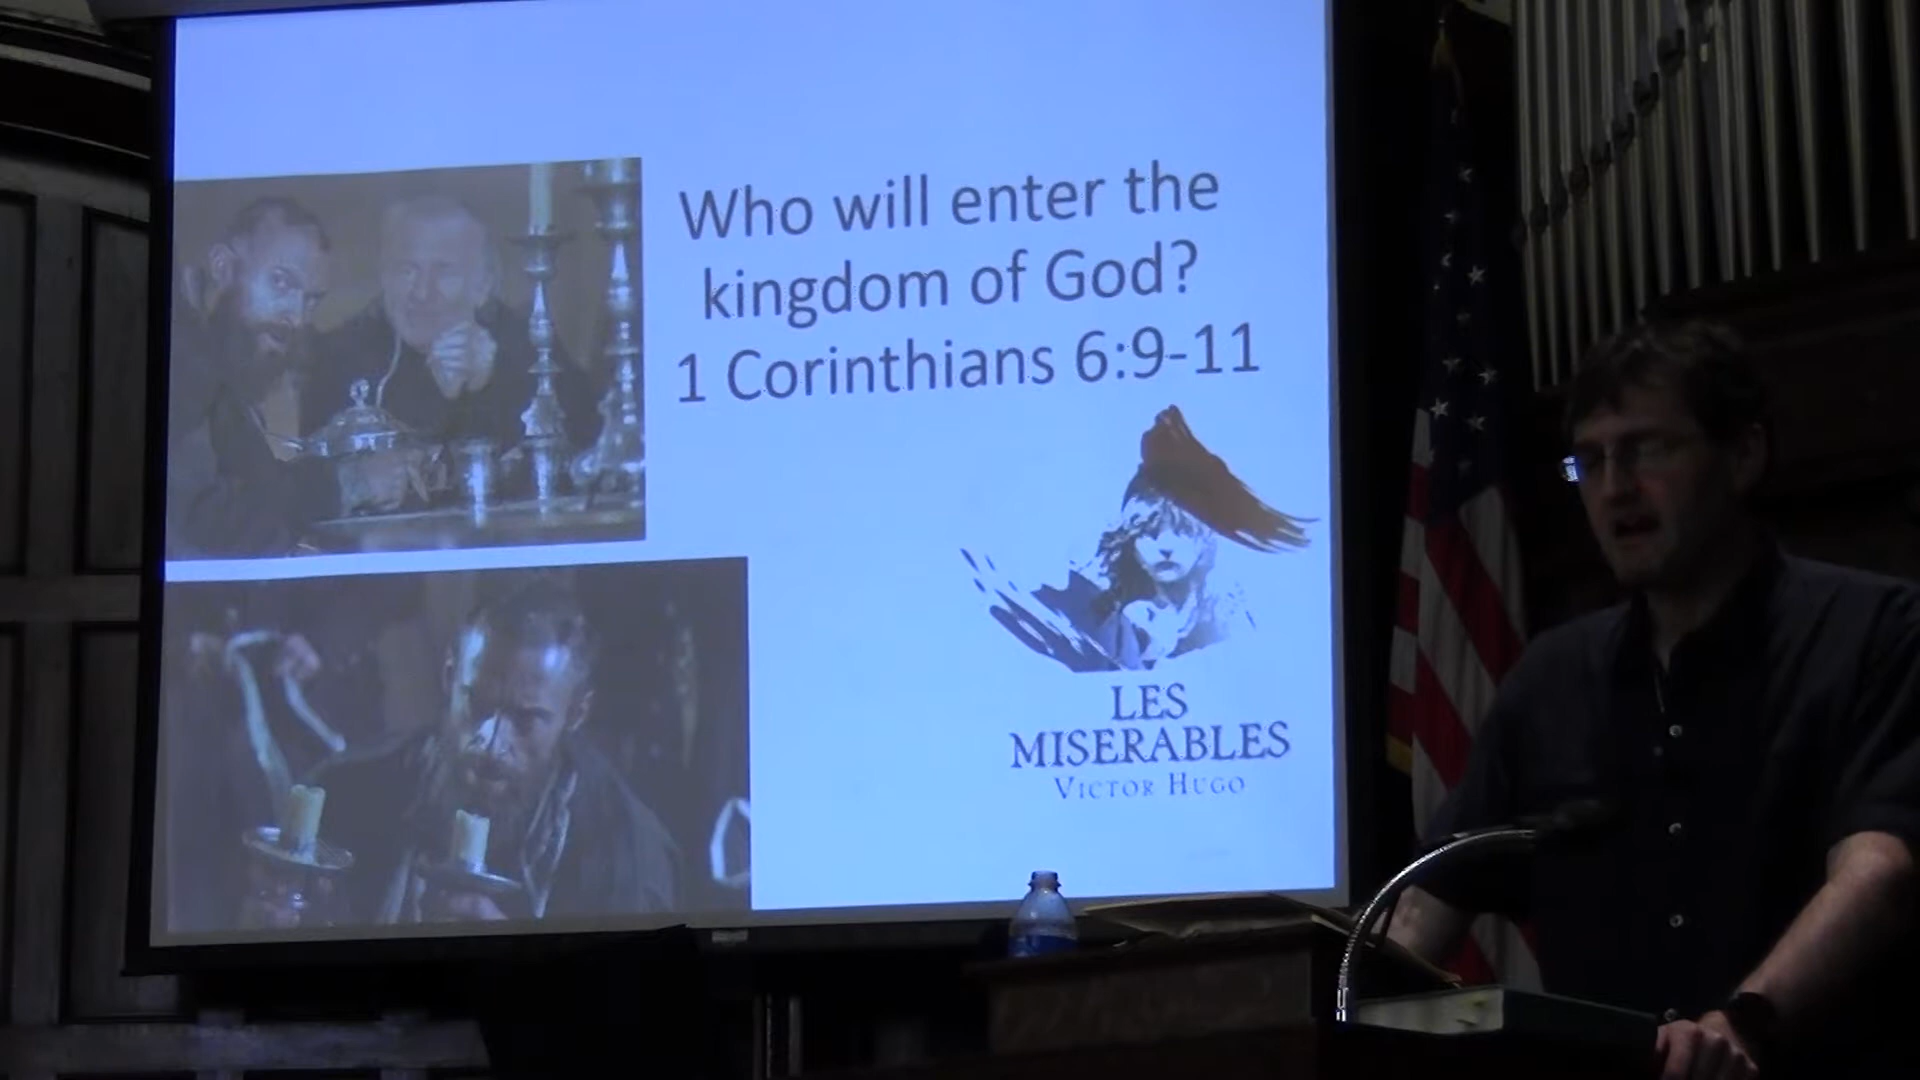 Who will enter the
kingdom of God?
1 Corinthians 6:9-11
LES
MISERABLES
VICTOR HUGO